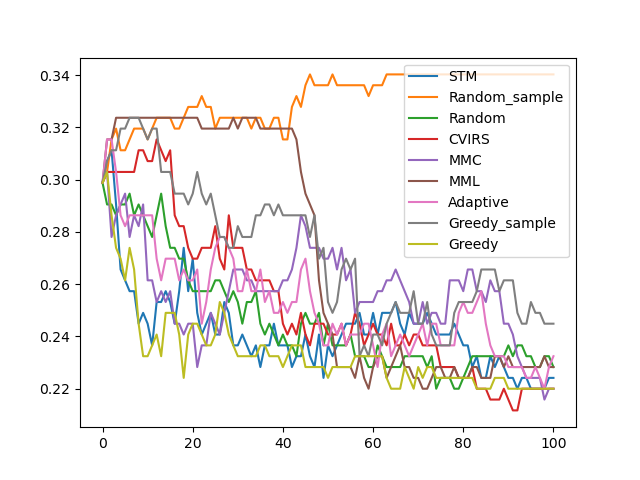 0.34
0.32
0.30
0.28
0.26
0.24
0.22
0
20
40
60
80
100
STM
Random_sample
Random
CVIRS
MMC
MML
Adaptive
Greedy_sample
Greedy